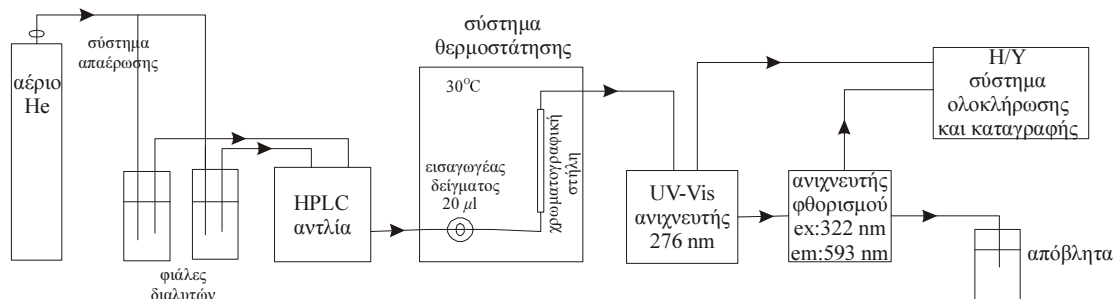 αέριο
He
σύστημα
απαέρωσης
φιάλες
διαλυτών
HPLC
αντλία
σύστημα
θερμοστάτησης
30°C
εισαγωγέας
δείγματος
20 μl
χρωματογραφική
στήλη
UV-Vis
ανιχνευτής
276 nm
ανιχνευτής
φθορισμού
ex:322 nm
em:593 nm
Η/Υ
σύστημα
ολοκλήρωσης
και καταγραφής
απόβλητα